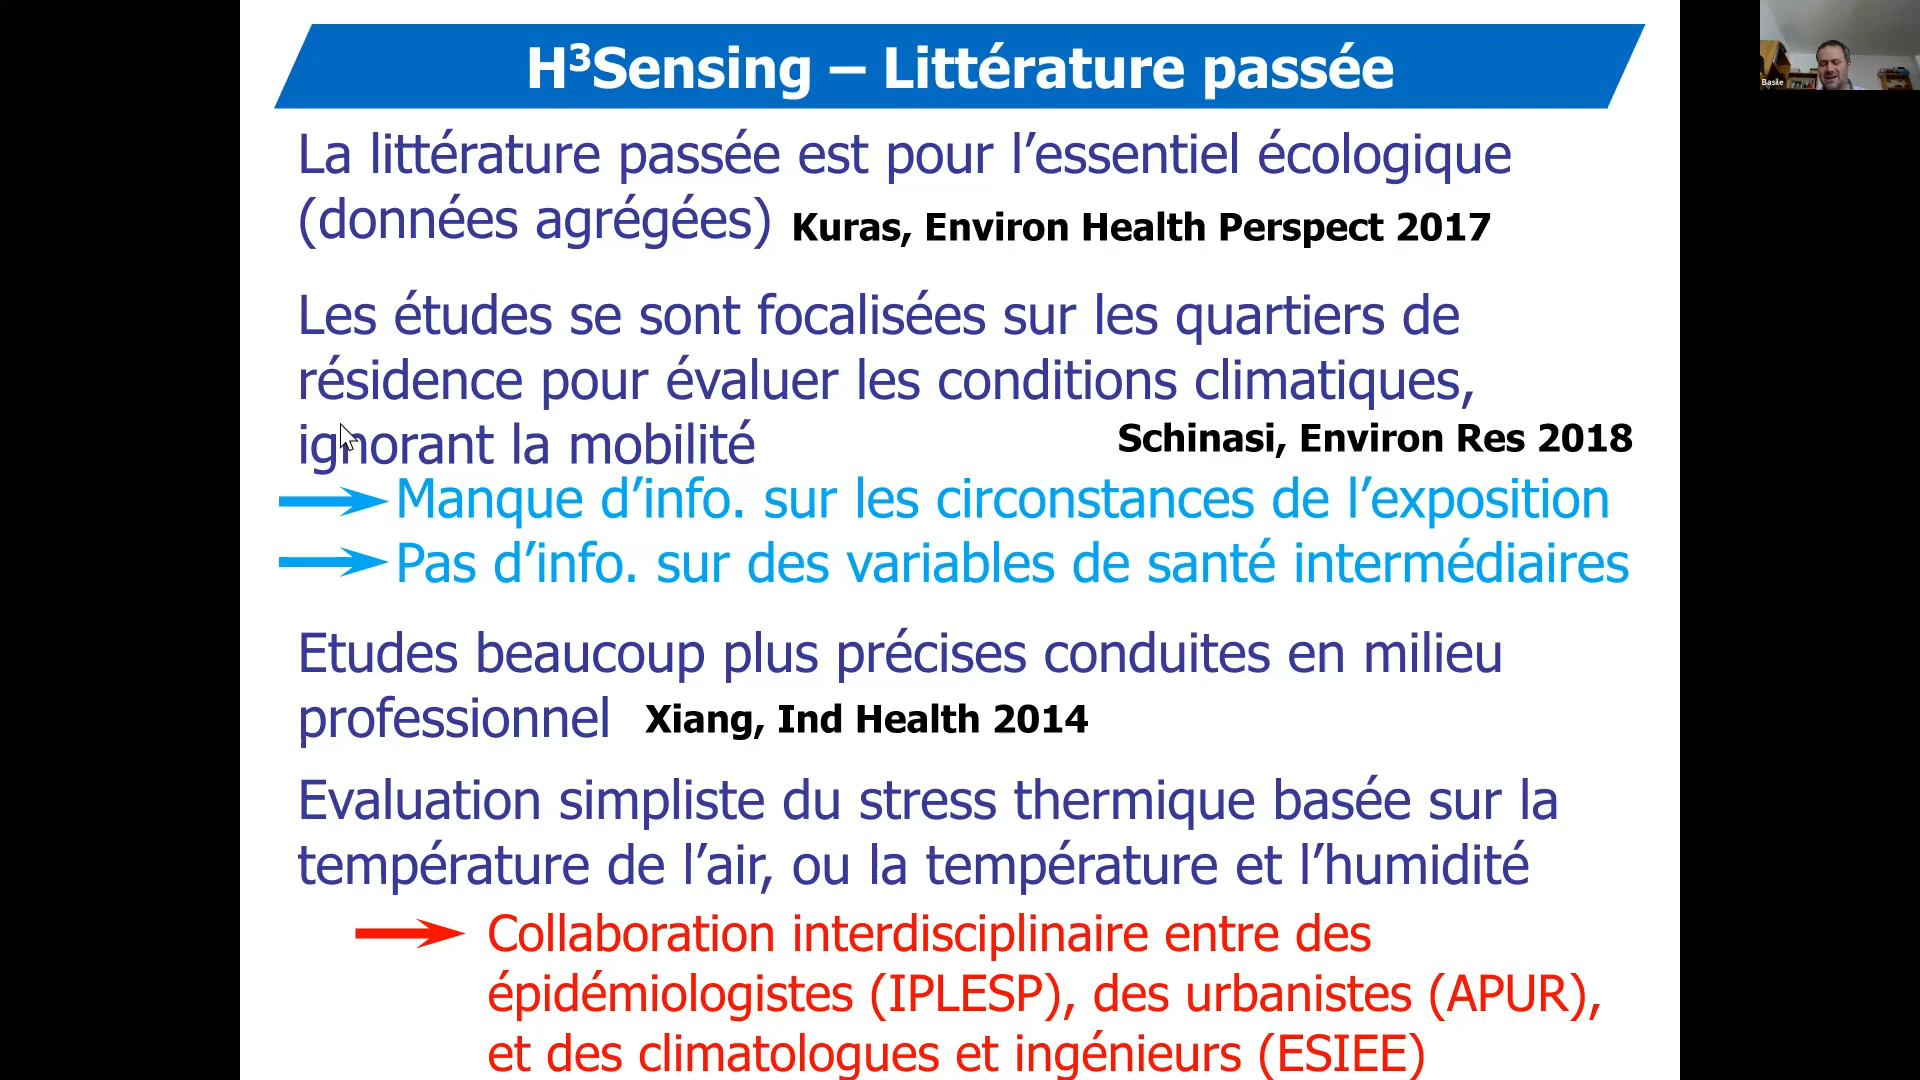 H³Sensing – Littérature passée
Basile
La littérature passée est pour l’essentiel écologique
(données agrégées) Kuras, Environ Health Perspect 2017
Les études se sont focalisées sur les quartiers de
résidence pour évaluer les conditions climatiques,
ignorant la mobilité Schinasi, Environ Res 2018
Manque d’info. sur les circonstances de l’exposition
Pas d’info. sur des variables de santé intermédiaires
Etudes beaucoup plus précises conduites en milieu
professionnel Xiang, Ind Health 2014
Evaluation simpliste du stress thermique basée sur la
température de l’air, ou la température et l’humidité
Collaboration interdisciplinaire entre des
épidémiologistes (IPLESP), des urbanistes (APUR),
et des climatologues et ingénieurs (ESIEE)